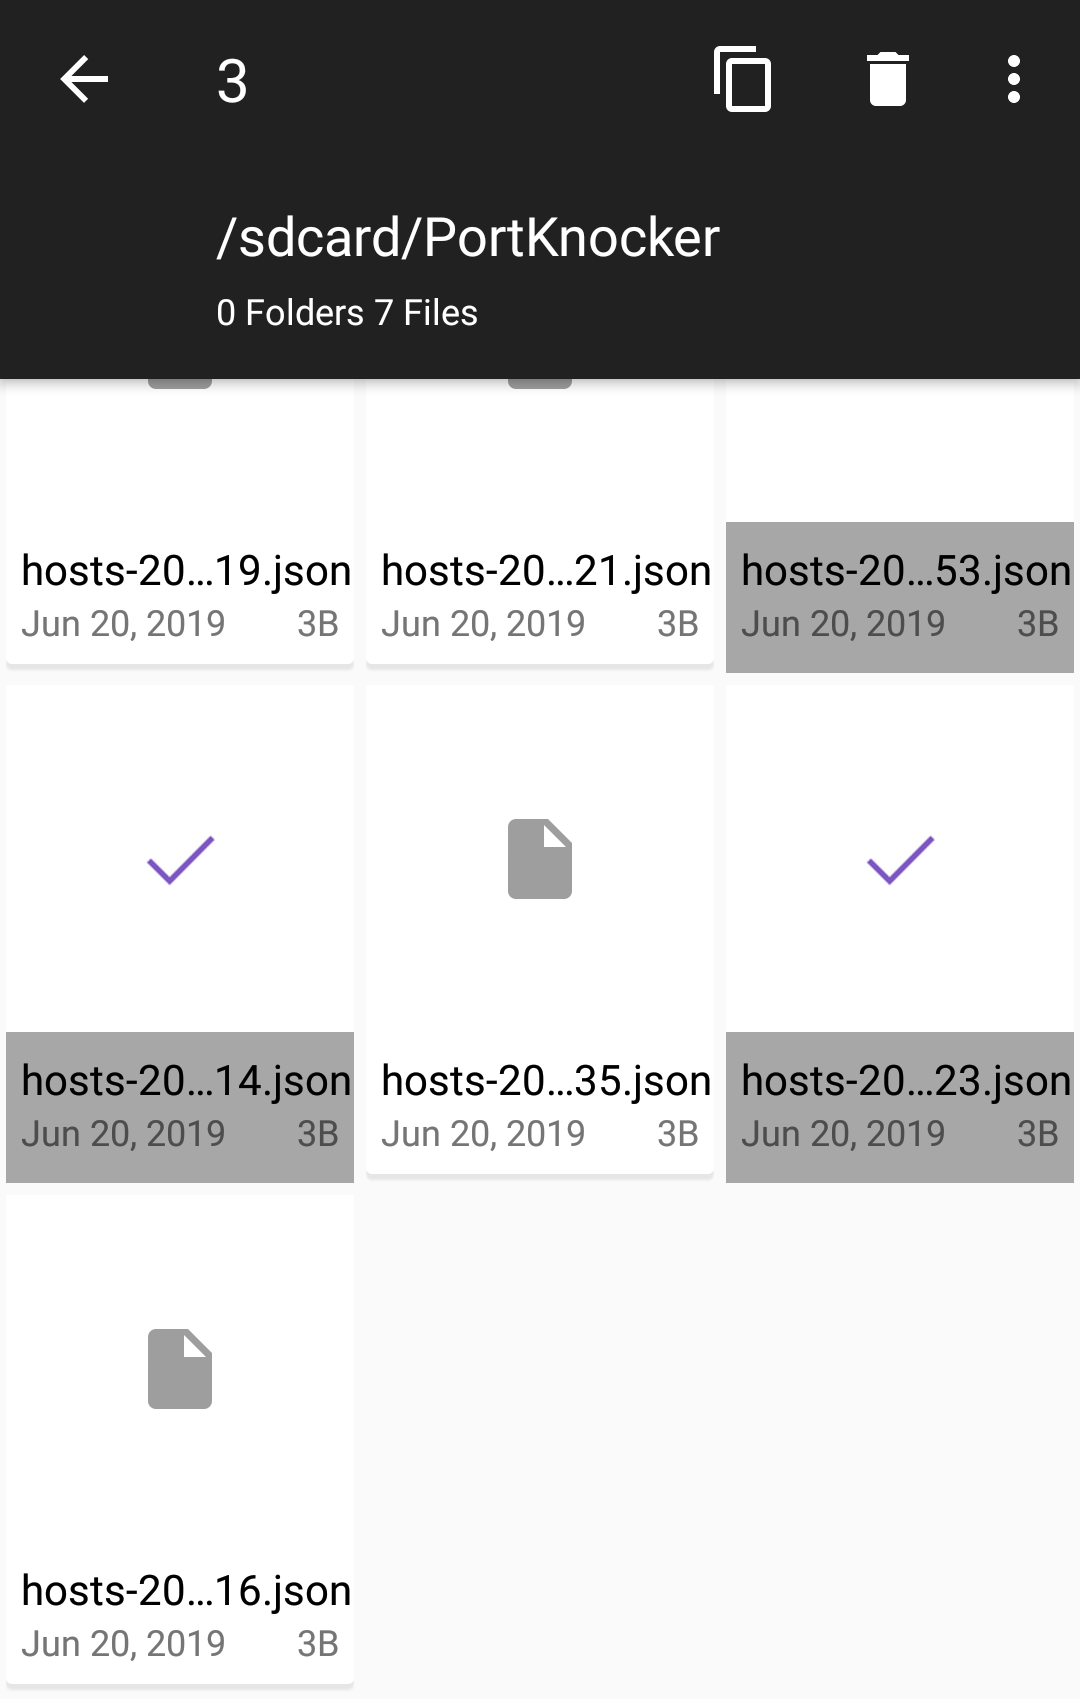 3
/sdcard/PortKnocker
0 Folders 7 Files
hosts-20...19.json
Jun 20, 2019 3B
hosts-20...21.json
Jun 20, 2019 3B
hosts-20...53.json
Jun 20, 2019 3B
hosts-20...14.json
Jun 20, 2019 3B
hosts-20...35.json
Jun 20, 2019 3B
hosts-20...23.json
Jun 20, 2019 3B
hosts-20...16.json
Jun 20, 2019 3B